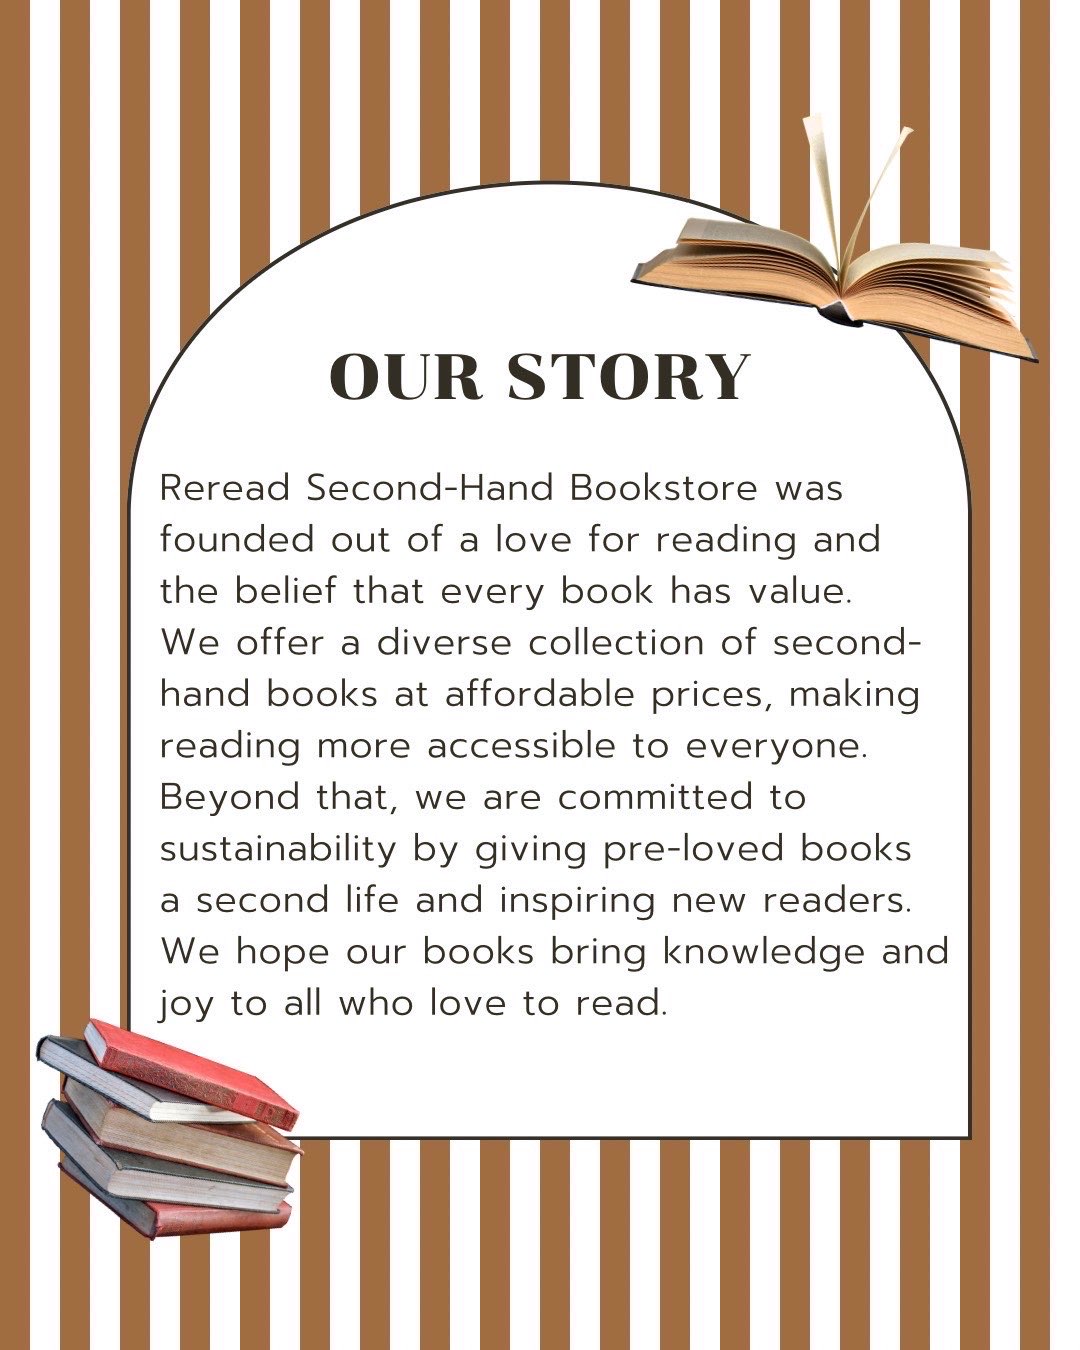 OUR STORY
Reread Second-Hand Bookstore was
founded out of a love for reading and
the belief that every book has value.
We offer a diverse collection of second-
hand books at affordable prices, making
reading more accessible to everyone.
Beyond that, we are committed to
sustainability by giving pre-loved books
a second life and inspiring new readers.
We hope our books bring knowledge and
joy to all who love to read.